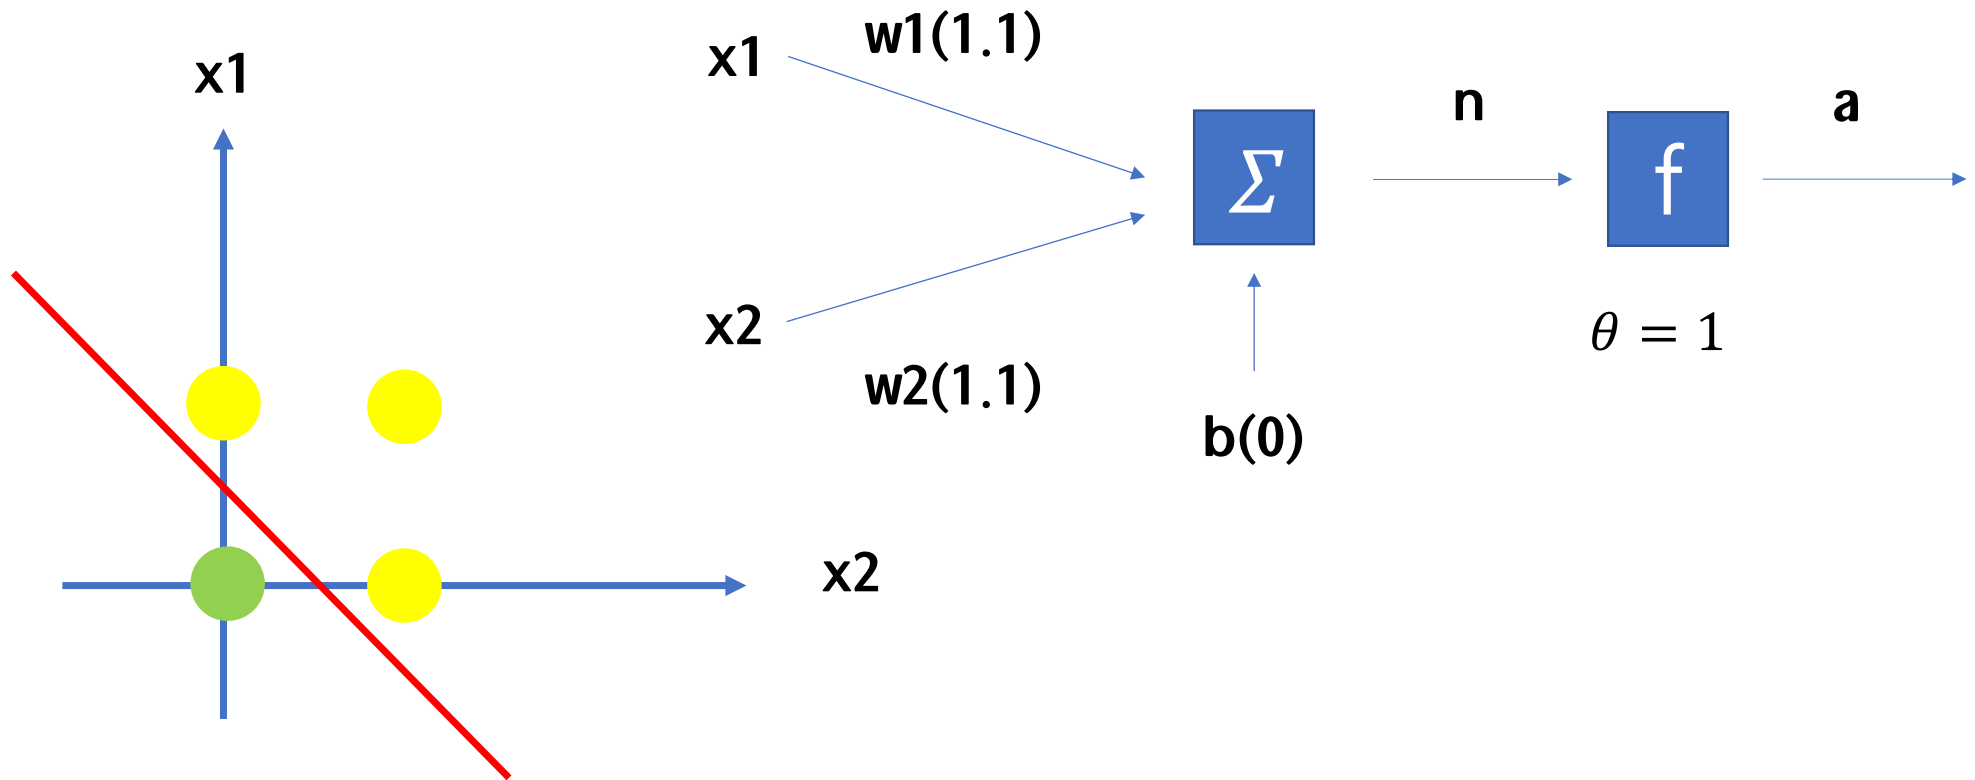 x1
x2
x1
w1(1.1)
x2
w2(1.1)
Σ
b(0)
n
f
θ = 1
a